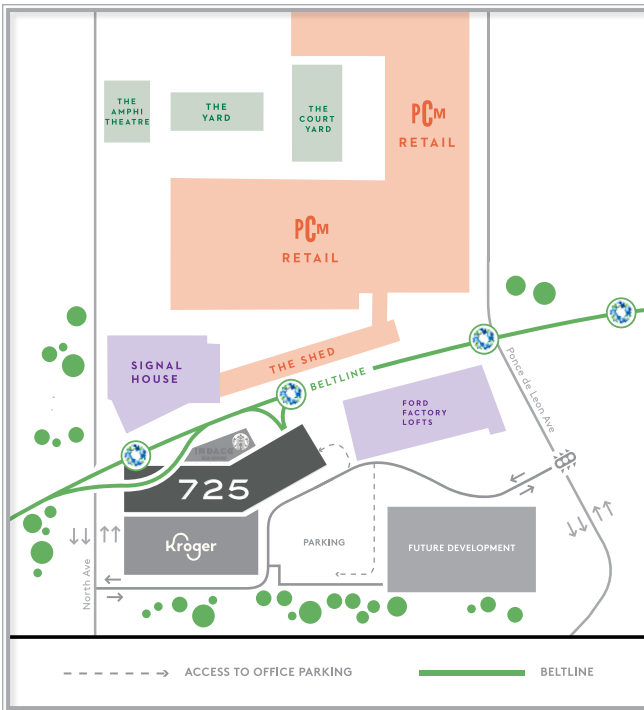 THE
AMPHI
THEATRE
THE
YARD
THE
COURT
YARD
PCM
RETAIL
PCM
RETAIL
SIGNAL
HOUSE
THE SHED
BELTLINE
Ponce de Leon Ave
FORD
FACTORY
LOFTS
725
Kroger
PARKING
FUTURE DEVELOPMENT
North Ave
ACCESS TO OFFICE PARKING
BELTLINE